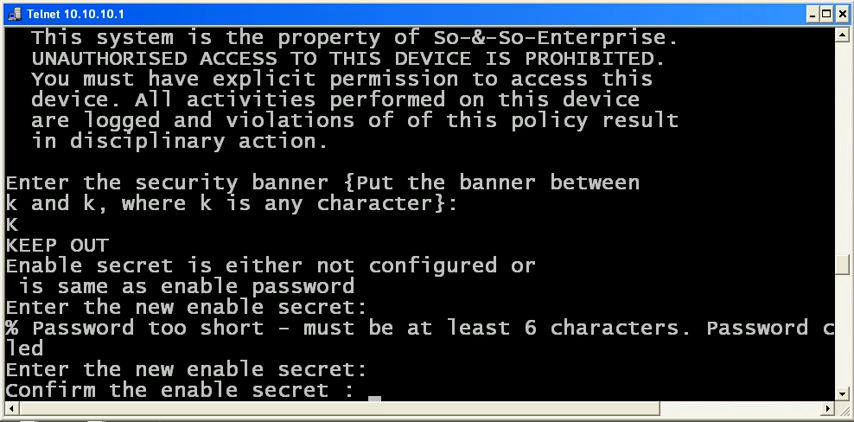 Telnet 10.10.10.1
This system is the property of So-&-So-Enterprise.
UNAUTHORISED ACCESS TO THIS DEVICE IS PROHIBITED.
You must have explicit permission to access this
device. All activities performed on this device
are logged and violations of of this policy result
in disciplinary action.
Enter the security banner {Put the banner between
k and k, where k is any character}:
K
KEEP OUT
Enable secret is either not configured or
is same as enable password
Enter the new enable secret:
% Password too short - must be at least 6 characters. Password c
led
Enter the new enable secret:
Confirm the enable secret :